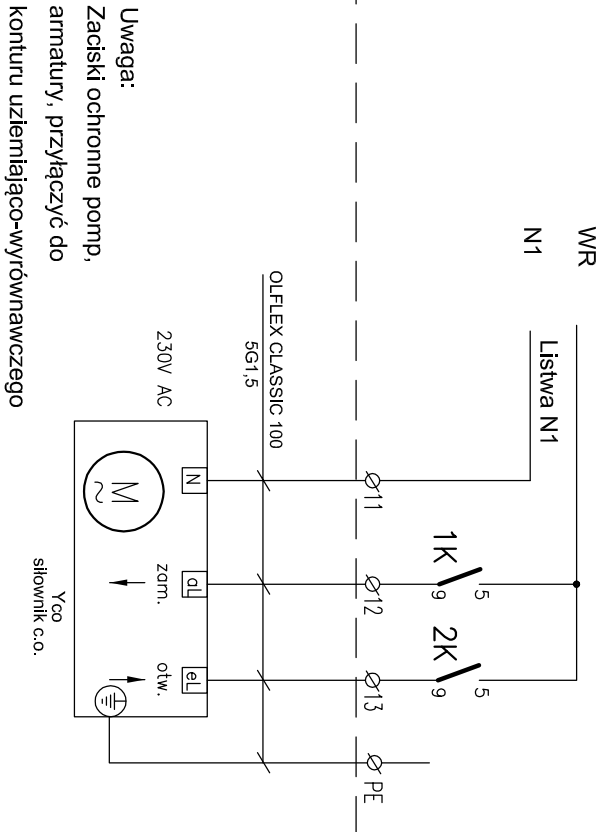 WR
N1
Listwa N1
1K
5
9
2K
5
9
11
12
13
PE
OLFLEX CLASSIC 100
5G1,5
230V AC
N
aL
eL
M
~
zam.
otw.
Yco
siłownik c.o.
Uwaga:
Zaciski ochronne pomp,
armatury, przyłączyć do
konturu uziemiająco-wyrównawczego